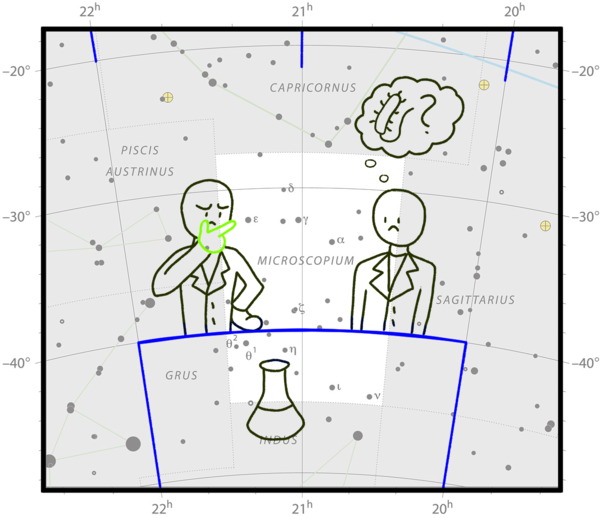 22h 21h 20h
−20° −20°
CAPRICORNUS
?
PISCIS
AUSTRINUS
δ
−30° ε γ −30°
α
MICROSCOPIUM
SAGITTARIUS
ζ
θ2 θ1 η
−40° −40°
GRUS
ι
ν
INDUS
22h 21h 20h